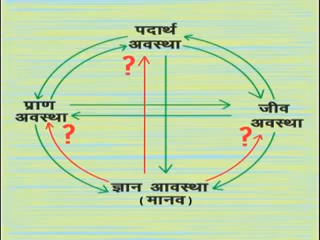 पदार्थ
अवस्था
?
प्राण
अवस्था
जीव
अवस्था
?
?
ज्ञान आवस्था
(मानव)